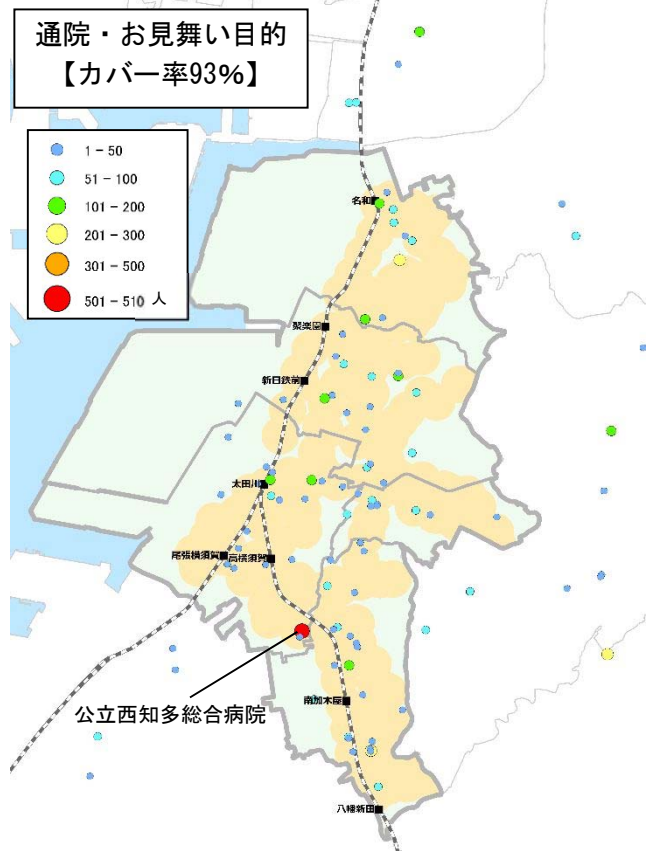 通院・お見舞い目的
【カバー率93%】
1 - 50
51 - 100
101 - 200
201 - 300
301 - 500
501 - 510 人
名和
聚楽園
新日鉄前
太田川
尾張横須賀
高横須賀
公立西知多総合病院
南加木屋
八幡新田